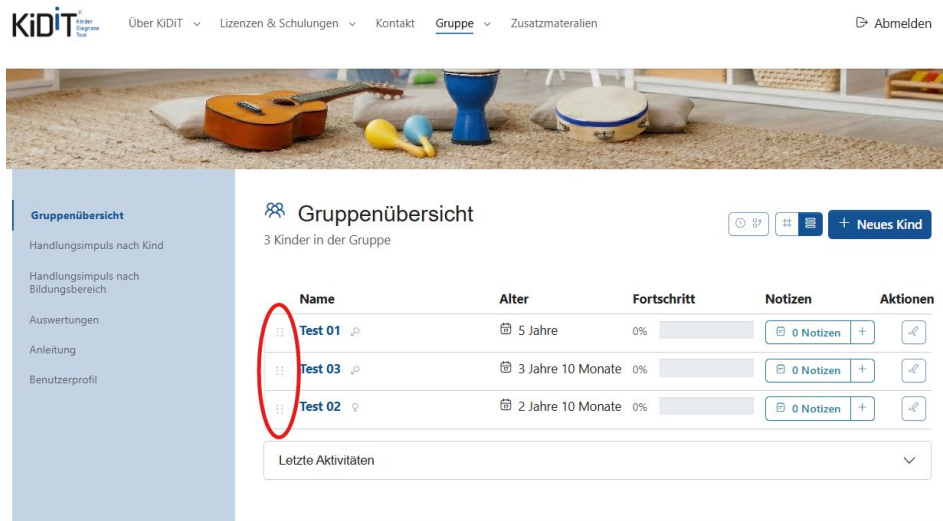 KiDiT® Kinder Diagnose Tool
Über KiDiT Lizenzen & Schulungen Kontakt Gruppe Zusatzmaterialien Abmelden
Gruppenübersicht
Handlungsimpuls nach Kind
Handlungsimpuls nach
Bildungsbereich
Auswertungen
Anleitung
Benutzerprofil
Gruppenübersicht
3 Kinder in der Gruppe
+ Neues Kind
Name Alter Fortschritt Notizen Aktionen
Test 01 5 Jahre 0% 0 Notizen +
Test 03 3 Jahre 10 Monate 0% 0 Notizen +
Test 02 2 Jahre 10 Monate 0% 0 Notizen +
Letzte Aktivitäten